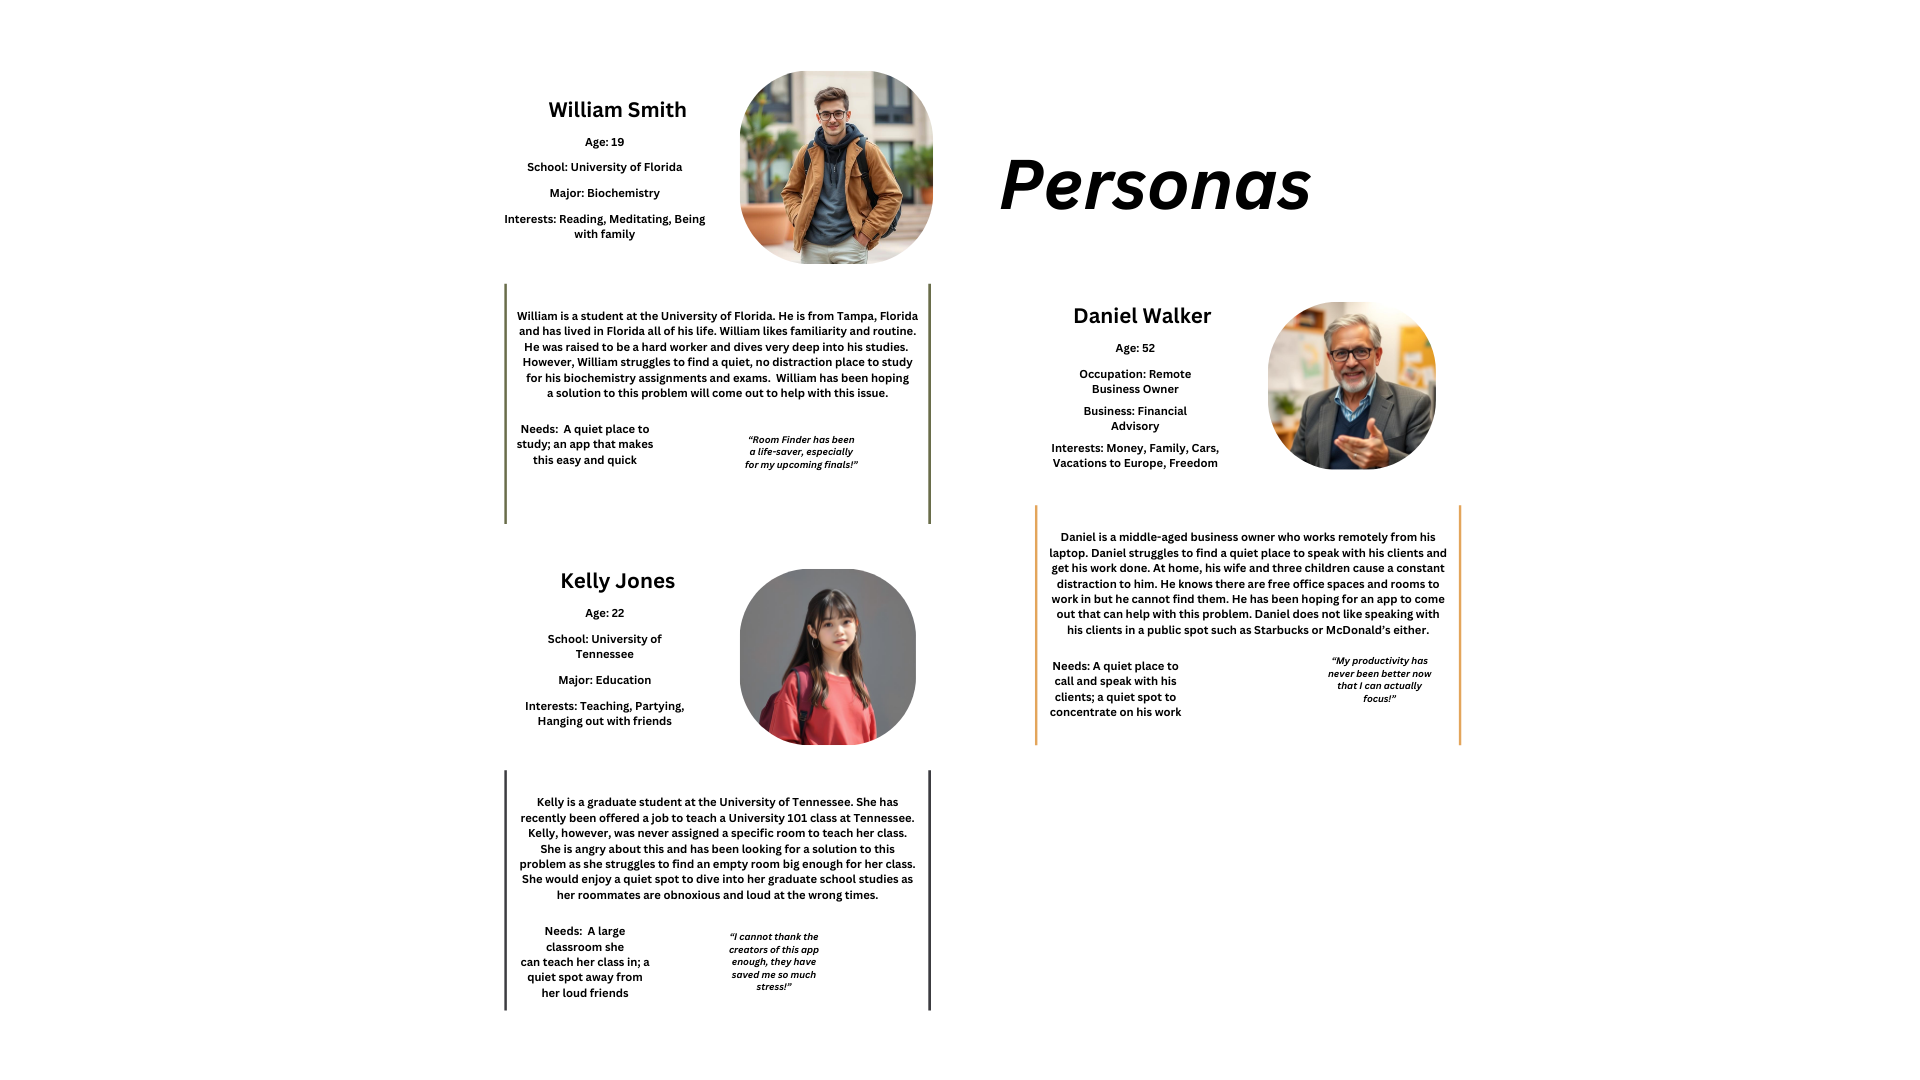 William Smith
Age: 19
School: University of Florida
Major: Biochemistry
Interests: Reading, Meditating, Being
with family
William is a student at the University of Florida. He is from Tampa, Florida
and has lived in Florida all of his life. William likes familiarity and routine.
He was raised to be a hard worker and dives very deep into his studies.
However, William struggles to find a quiet, no distraction place to study
for his biochemistry assignments and exams.  William has been hoping
a solution to this problem will come out to help with this issue.
Needs:  A quiet place to
study; an app that makes
this easy and quick
“Room Finder has been
a life-saver, especially
for my upcoming finals!”
Kelly Jones
Age: 22
School: University of
Tennessee
Major: Education
Interests: Teaching, Partying,
Hanging out with friends
Kelly is a graduate student at the University of Tennessee. She has
recently been offered a job to teach a University 101 class at Tennessee.
Kelly, however, was never assigned a specific room to teach her class.
She is angry about this and has been looking for a solution to this
problem as she struggles to find an empty room big enough for her class.
She would enjoy a quiet spot to dive into her graduate school studies as
her roommates are obnoxious and loud at the wrong times.
Needs:  A large
classroom she
can teach her class in; a
quiet spot away from
her loud friends
“I cannot thank the
creators of this app
enough, they have
saved me so much
stress!”
Personas
Daniel Walker
Age: 52
Occupation: Remote
Business Owner
Business: Financial
Advisory
Interests: Money, Family, Cars,
Vacations to Europe, Freedom
Daniel is a middle-aged business owner who works remotely from his
laptop. Daniel struggles to find a quiet place to speak with his clients and
get his work done. At home, his wife and three children cause a constant
distraction to him. He knows there are free office spaces and rooms to
work in but he cannot find them. He has been hoping for an app to come
out that can help with this problem. Daniel does not like speaking with
his clients in a public spot such as Starbucks or McDonald’s either.
Needs: A quiet place to
call and speak with his
clients; a quiet spot to
concentrate on his work
“My productivity has
never been better now
that I can actually
focus!”